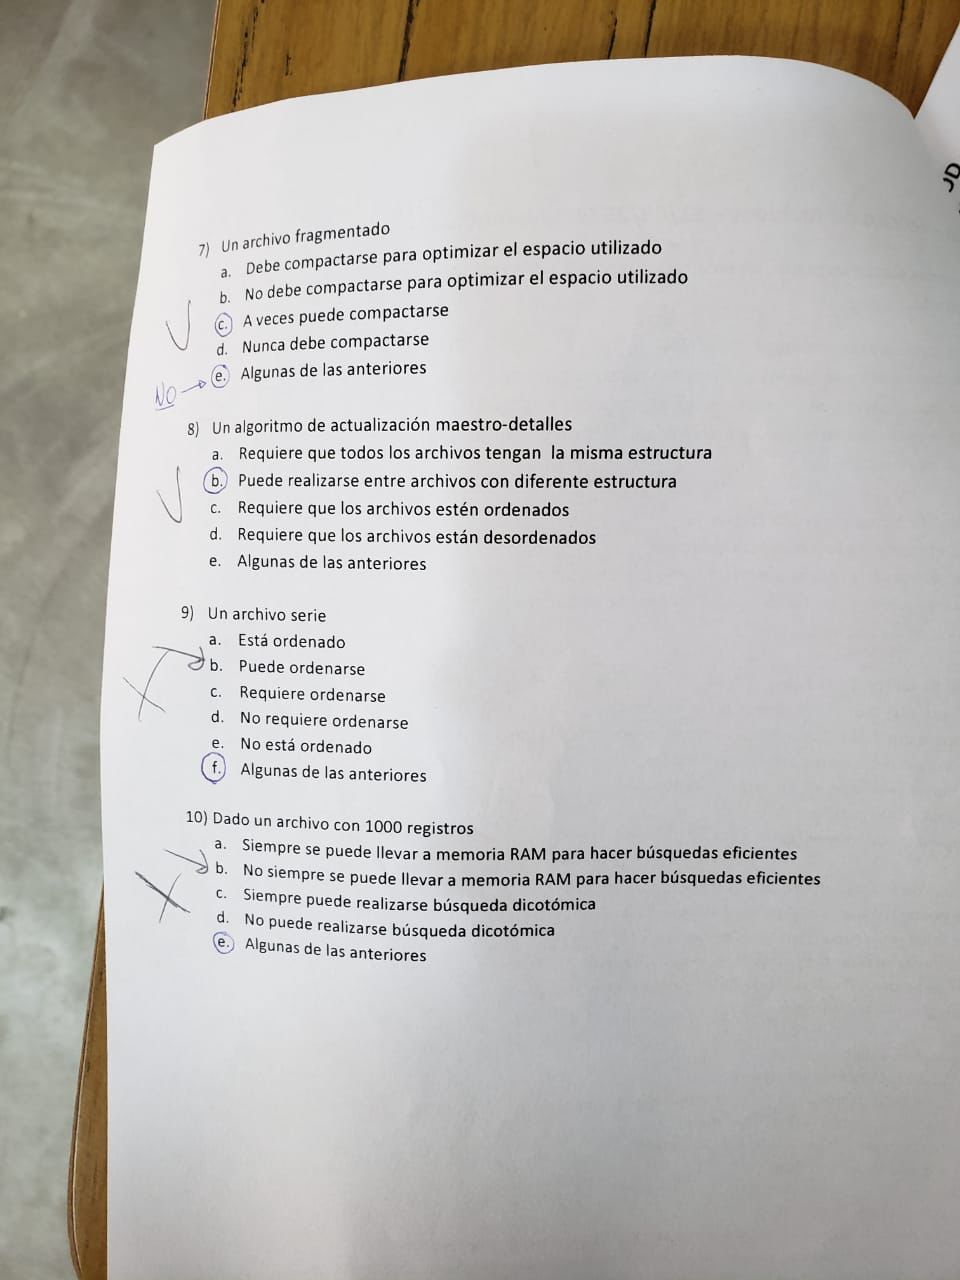 7) Un archivo fragmentado
a. Debe compactarse para optimizar el espacio utilizado
b. No debe compactarse para optimizar el espacio utilizado
c. A veces puede compactarse
d. Nunca debe compactarse
NO → e. Algunas de las anteriores
8) Un algoritmo de actualización maestro-detalles
a. Requiere que todos los archivos tengan la misma estructura
b. Puede realizarse entre archivos con diferente estructura
c. Requiere que los archivos estén ordenados
d. Requiere que los archivos están desordenados
e. Algunas de las anteriores
9) Un archivo serie
a. Está ordenado
b. Puede ordenarse
c. Requiere ordenarse
d. No requiere ordenarse
e. No está ordenado
f. Algunas de las anteriores
10) Dado un archivo con 1000 registros
a. Siempre se puede llevar a memoria RAM para hacer búsquedas eficientes
b. No siempre se puede llevar a memoria RAM para hacer búsquedas eficientes
c. Siempre puede realizarse búsqueda dicotómica
d. No puede realizarse búsqueda dicotómica
e. Algunas de las anteriores
JD